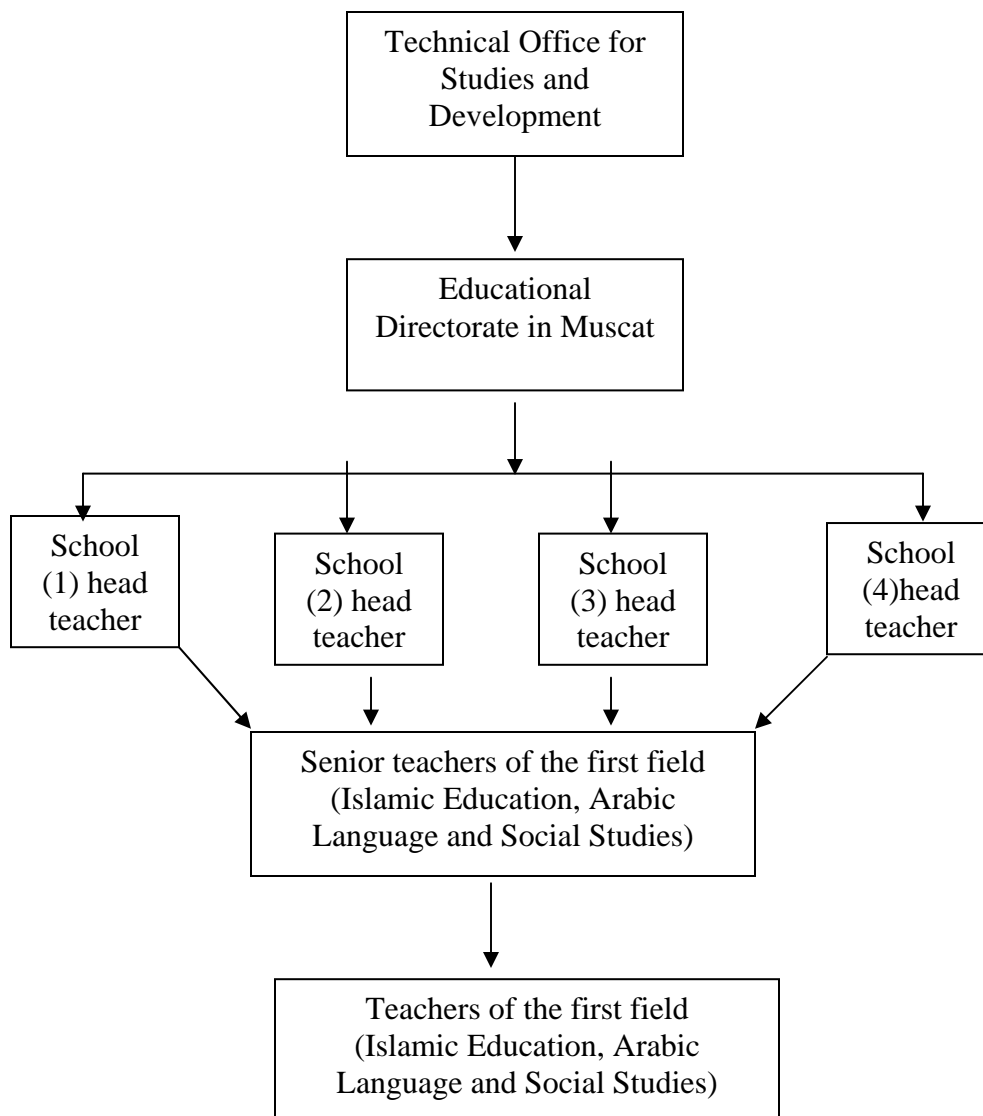 Technical Office for
Studies and
Development
Educational
Directorate in Muscat
School
(1) head
teacher
School
(2) head
teacher
School
(3) head
teacher
School
(4)head
teacher
Senior teachers of the first field
(Islamic Education, Arabic
Language and Social Studies)
Teachers of the first field
(Islamic Education, Arabic
Language and Social Studies)